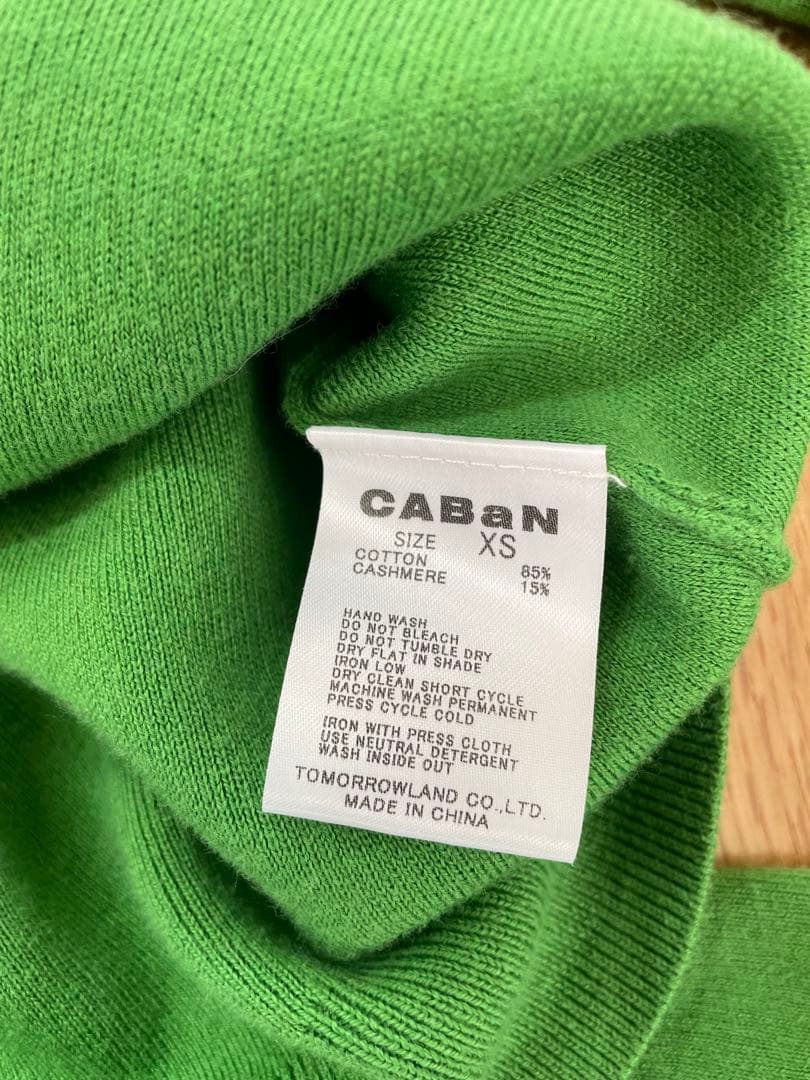 CABaN
SIZE XS
COTTON 85%
CASHMERE 15%
HAND WASH
DO NOT BLEACH
DO NOT TUMBLE DRY
DRY FLAT IN SHADE
IRON LOW
DRY CLEAN SHORT CYCLE
MACHINE WASH PERMANENT
PRESS CYCLE COLD
IRON WITH PRESS CLOTH
USE NEUTRAL DETERGENT
WASH INSIDE OUT
TOMORROWLAND CO.,LTD.
MADE IN CHINA